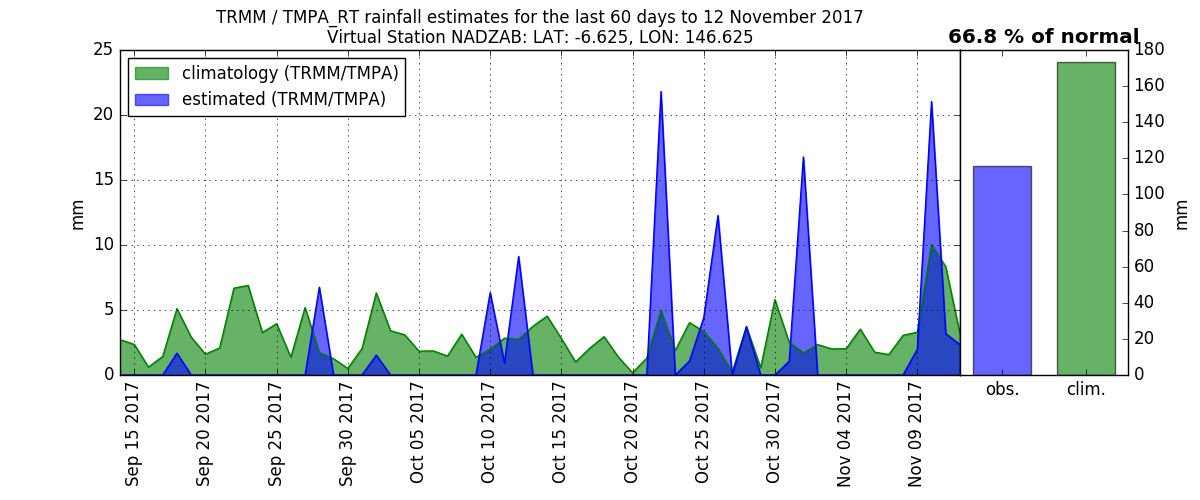 TRMM / TMPA_RT rainfall estimates for the last 60 days to 12 November 2017
Virtual Station NADZAB: LAT: -6.625, LON: 146.625
66.8 % of normal
climatology (TRMM/TMPA)
estimated (TRMM/TMPA)
25
20
15
10
5
0
mm
180
160
140
120
100
80
60
40
20
0
mm
Sep 15 2017
Sep 20 2017
Sep 25 2017
Sep 30 2017
Oct 05 2017
Oct 10 2017
Oct 15 2017
Oct 20 2017
Oct 25 2017
Oct 30 2017
Nov 04 2017
Nov 09 2017
obs.
clim.